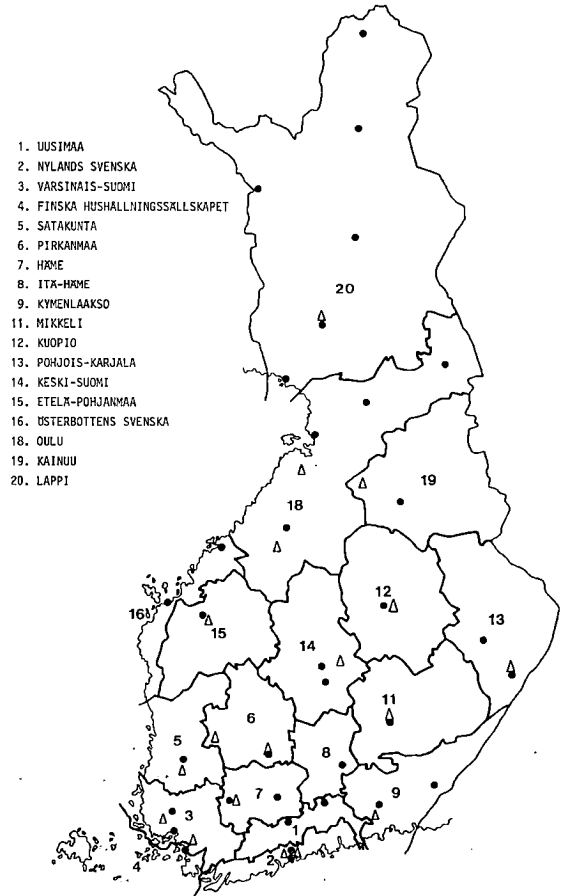 1. UUSIMAA
2. NYLANDS SVENSKA
3. VARSINAIS-SUOMI
4. FINSKA HUSHALLNINGSSÄLLSKAPET
5. SATAKUNTA
6. PIRKANMAA
7. HÄME
8. ITÄ-HÄME
9. KYMENLAAKSO
11. MIKKELI
12. KUOPIO
13. POHJOIS-KARJALA
14. KESKI-SUOMI
15. ETELÄ-POHJANMAA
16. ÖSTERBOTTENS SVENSKA
18. OULU
19. KAINUU
20. LAPPI
20
19
18
12
16
13
15
14
11
6
5
8
9
7
3
1
2
4